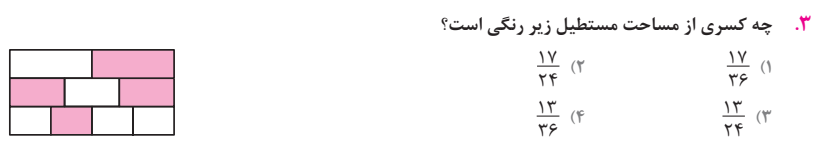 ۳. چه کسری از مساحت مستطیل زیر رنگی است؟
۱) ۱۷/۳۶ ۲) ۱۷/۲۴
۳) ۱۳/۲۴ ۴) ۱۳/۳۶